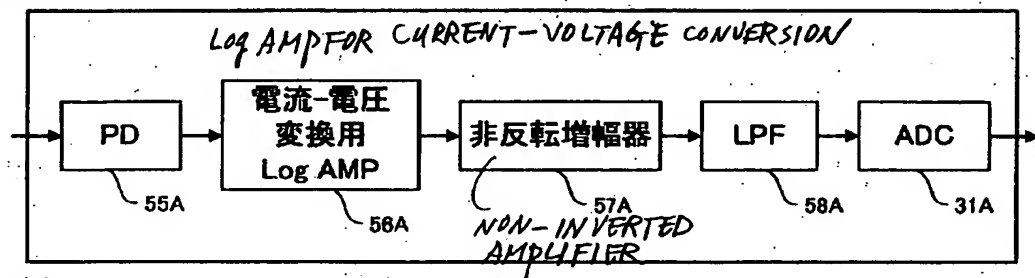 Log AMP FOR CURRENT-VOLTAGE CONVERSION
PD
電流-電圧
変換用
Log AMP
非反転増幅器
LPF
ADC
55A
56A
57A
58A
31A
NON-INVERTED
AMPLIFIER